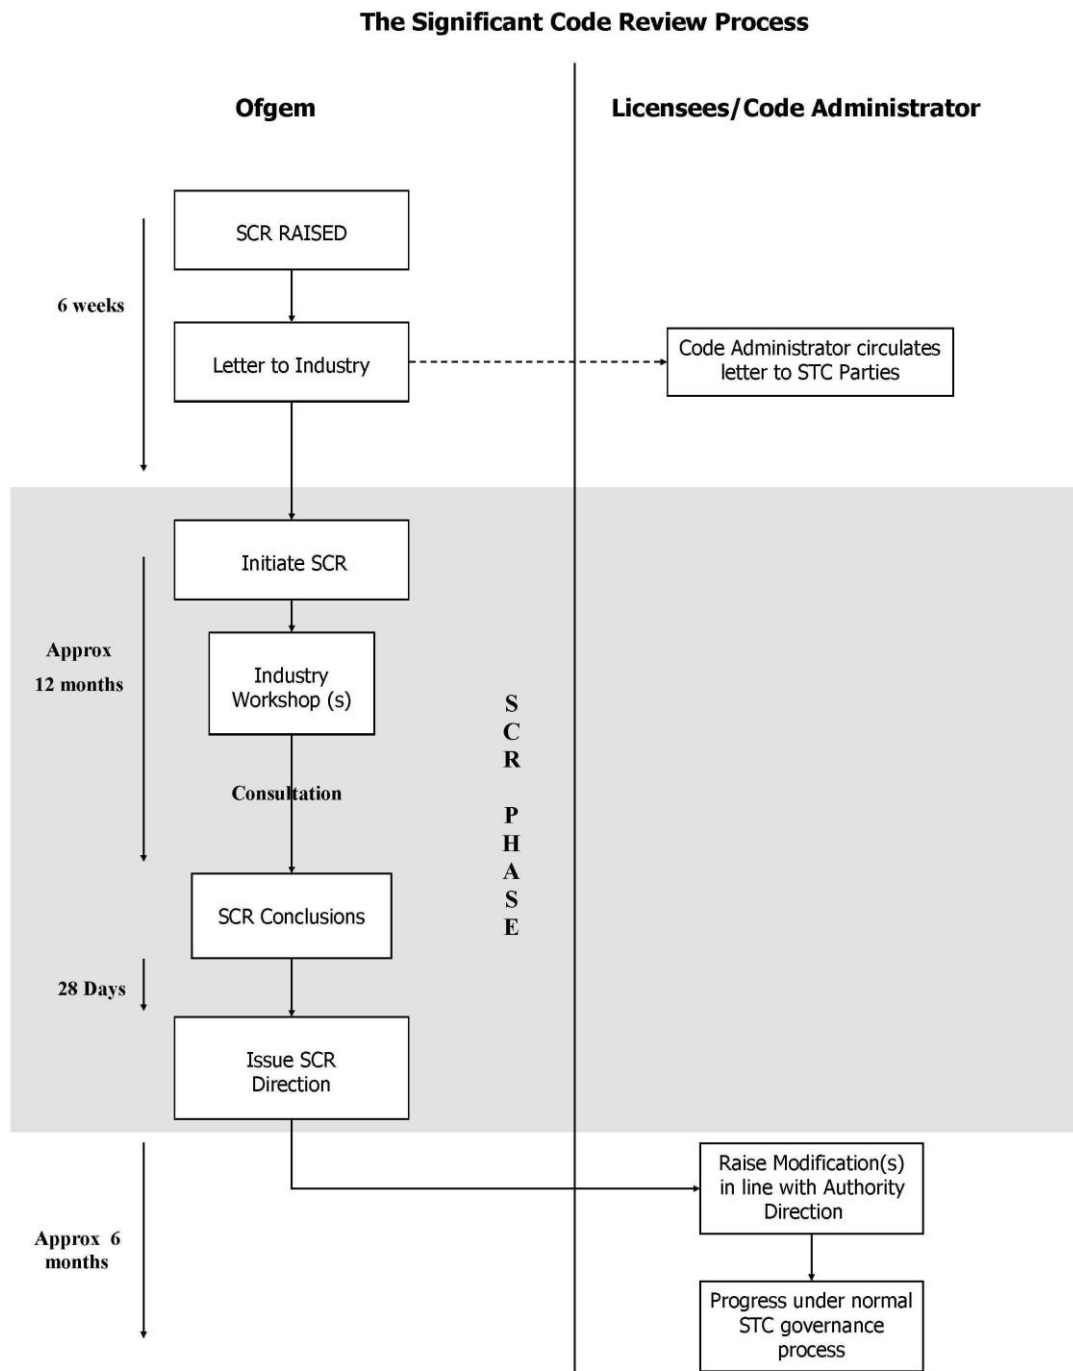 The Significant Code Review Process
Ofgem
Licensees/Code Administrator
SCR RAISED
6 weeks
Letter to Industry
Code Administrator circulates
letter to STC Parties
Initiate SCR
Approx
12 months
Industry
Workshop (s)
S
C
R
P
H
A
S
E
Consultation
SCR Conclusions
28 Days
Issue SCR
Direction
Raise Modification(s)
in line with Authority
Direction
Approx 6
months
Progress under normal
STC governance
process